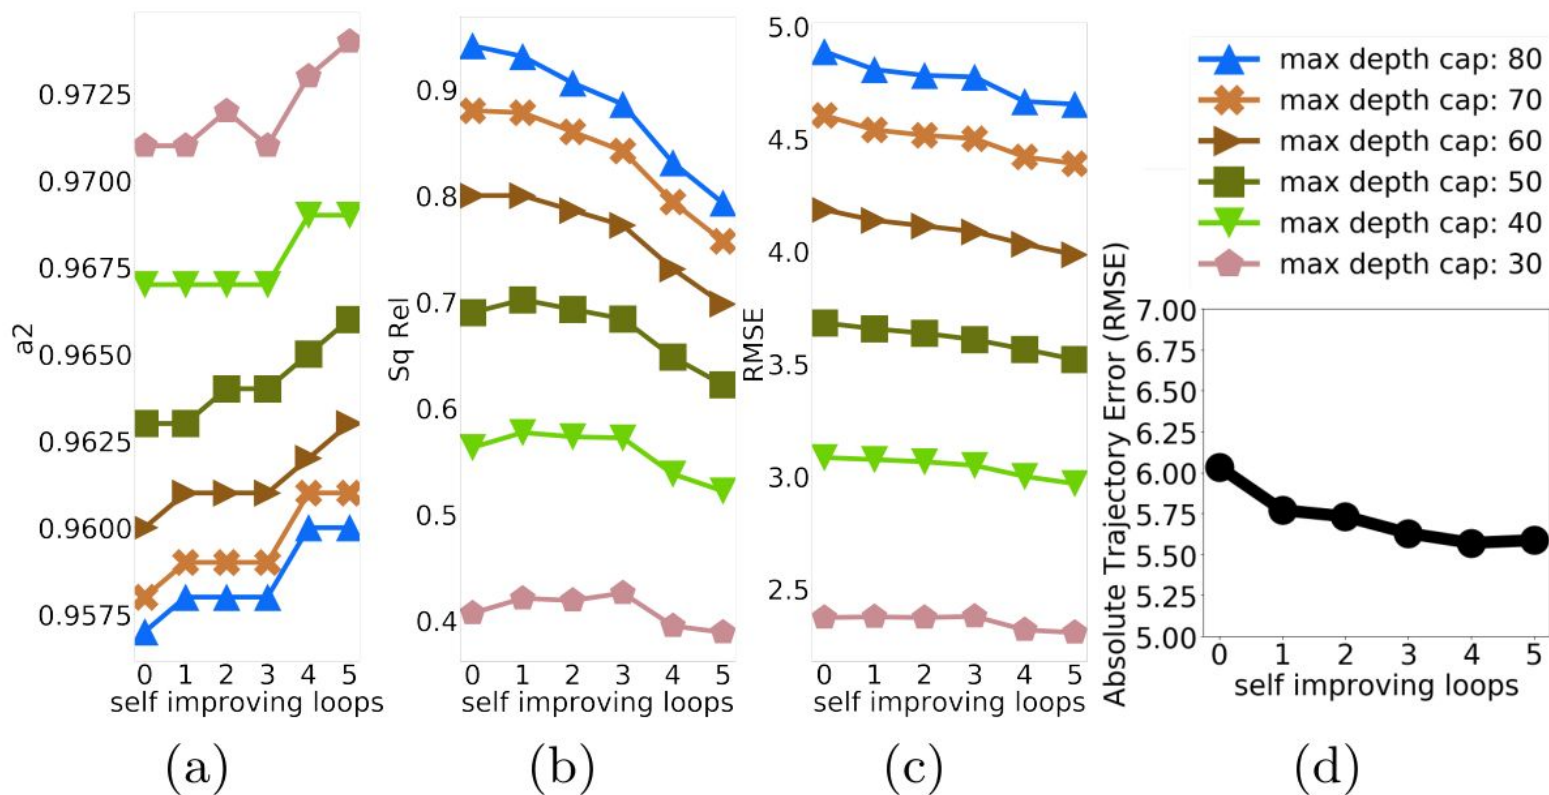 0.9725
0.9700
0.9675
0.9650
0.9625
0.9600
0.9575
a2
0 1 2 3 4 5
self improving loops
(a)
0.9
0.8
0.7
0.6
0.5
0.4
Sq Rel
0 1 2 3 4 5
self improving loops
(b)
5.0
4.5
4.0
3.5
3.0
2.5
RMSE
0 1 2 3 4 5
self improving loops
(c)
max depth cap: 80
max depth cap: 70
max depth cap: 60
max depth cap: 50
max depth cap: 40
max depth cap: 30
7.00
6.75
6.50
6.25
6.00
5.75
5.50
5.25
5.00
Absolute Trajectory Error (RMSE)
0 1 2 3 4 5
self improving loops
(d)